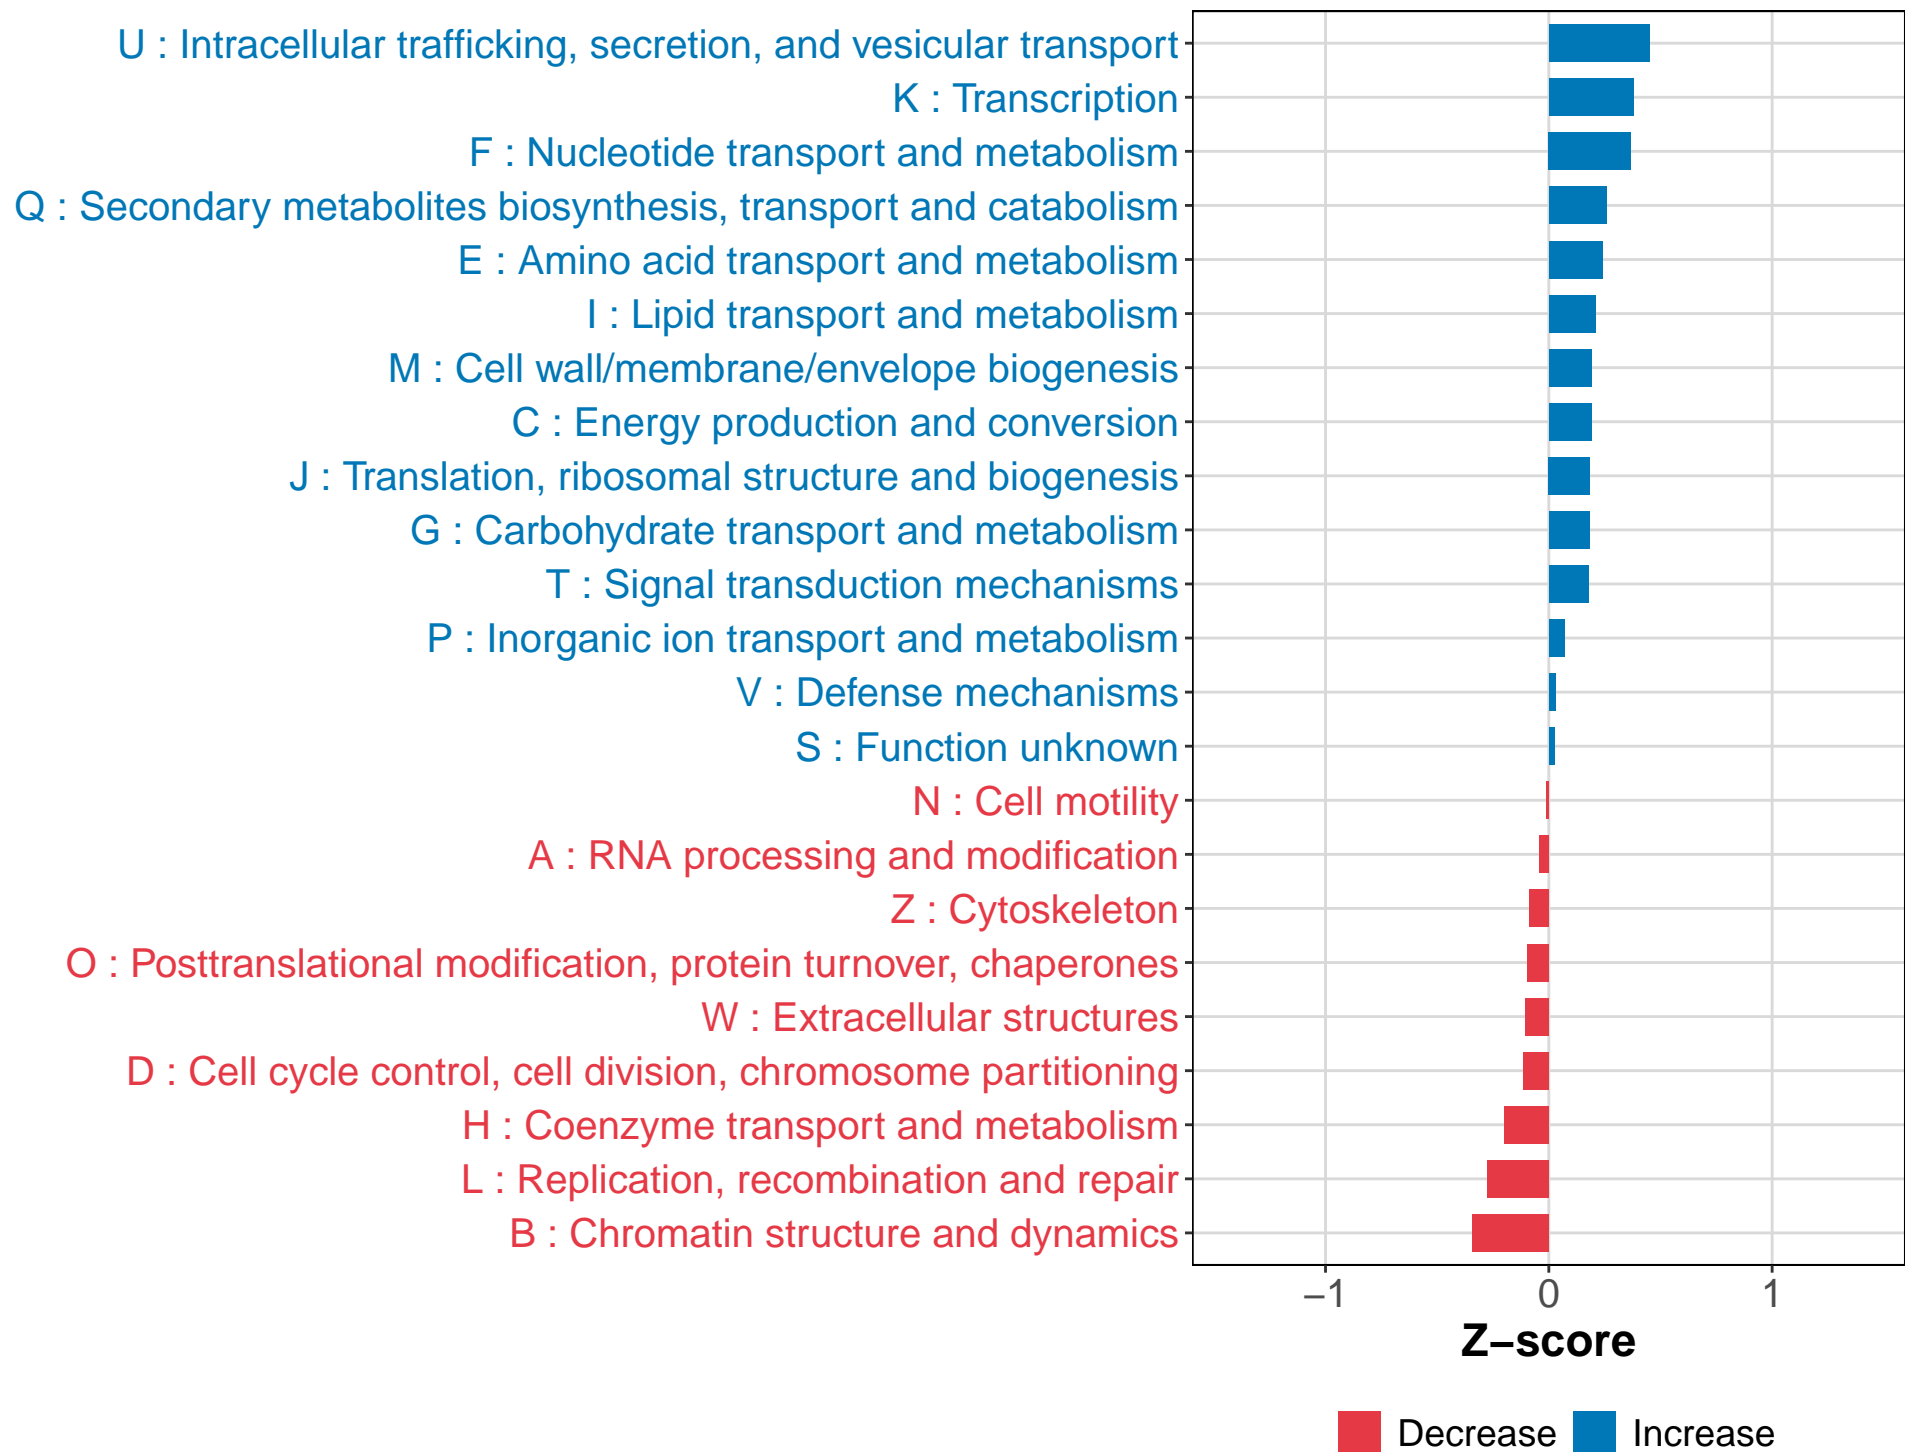 U : Intracellular trafficking, secretion, and vesicular transport
K : Transcription
F : Nucleotide transport and metabolism
Q : Secondary metabolites biosynthesis, transport and catabolism
E : Amino acid transport and metabolism
I : Lipid transport and metabolism
M : Cell wall/membrane/envelope biogenesis
C : Energy production and conversion
J : Translation, ribosomal structure and biogenesis
G : Carbohydrate transport and metabolism
T : Signal transduction mechanisms
P : Inorganic ion transport and metabolism
V : Defense mechanisms
S : Function unknown
N : Cell motility
A : RNA processing and modification
Z : Cytoskeleton
O : Posttranslational modification, protein turnover, chaperones
W : Extracellular structures
D : Cell cycle control, cell division, chromosome partitioning
H : Coenzyme transport and metabolism
L : Replication, recombination and repair
B : Chromatin structure and dynamics
−1 0 1
Z−score
Decrease Increase